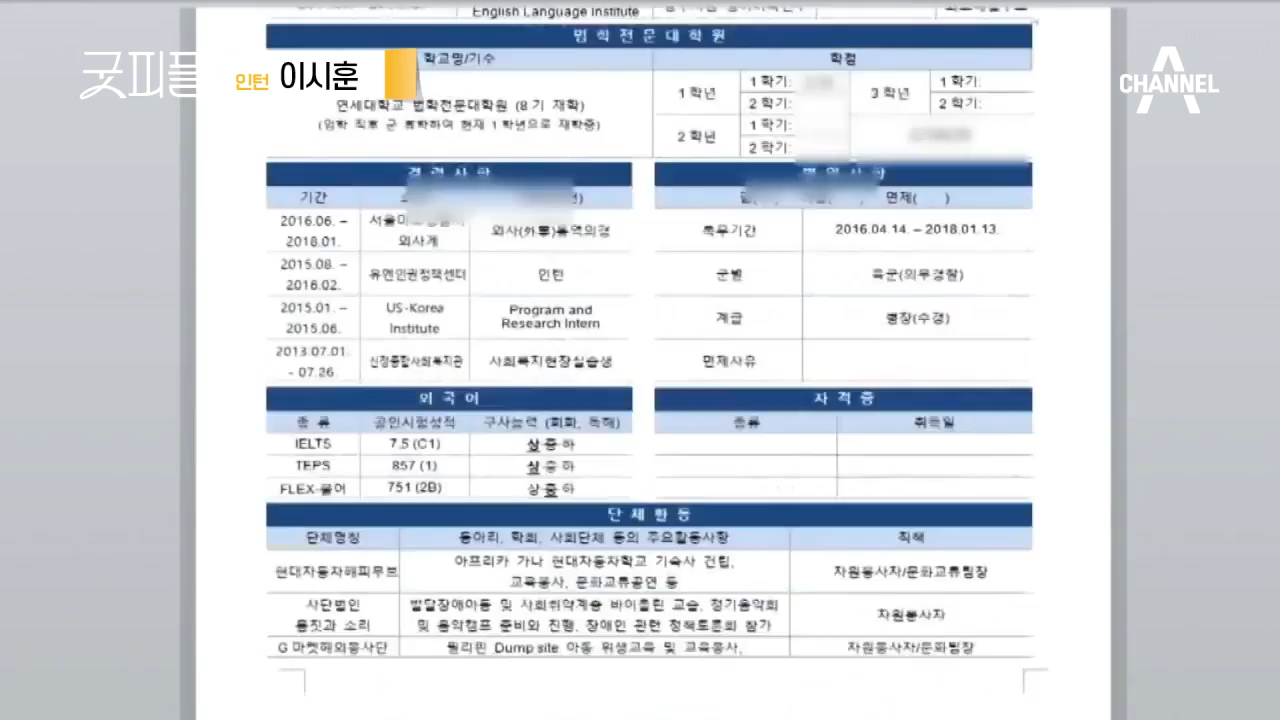 English Language Institute
법 학 전 문 대 학 원
학교명/기수
학점
굿피플
인턴 이시훈
CHANNEL A
연세대학교 법학전문대학원 (8 기 재학)
(입학 직후 군 휴학하여 현재 1 학년으로 재학중)
1 학년
1 학기:
2 학기:
3 학년
1 학기:
2 학기:
2 학년
1 학기:
2 학기:
경 력 사 항
병 역 사 항
기간
면제( )
2016.06. –
2018.01.
외사계
외사(外事)통역의경
복무기간
2016.04.14. – 2018.01.13.
2015.08. –
2016.02.
유엔인권정책센터
인턴
군별
육군(의무경찰)
2015.01. –
2015.06.
US-Korea
Institute
Program and
Research Intern
계급
병장(수경)
2013.07.01.
- 07.26.
신정종합사회복지관
사회복지현장실습생
면제사유
외 국 어
자 격 증
종 류
공인시험성적
구사능력 (회화, 독해)
종류
취득일
IELTS
7.5 (C1)
상 중 하
TEPS
857 (1)
상 중 하
FLEX-불어
751 (2B)
상 중 하
단 체 활 동
단체명칭
동아리, 학회, 사회단체 등의 주요활동사항
직책
현대자동차해피무브
아프리카 가나 현대자동차학교 기숙사 건립,
교육봉사, 문화교류공연 등
자원봉사자/문화교류팀장
사단법인
몸짓과 소리
발달장애아동 및 사회취약계층 바이올린 교습, 정기음악회
및 음악캠프 준비와 진행, 장애인 관련 정책토론회 참가
자원봉사자
G 마켓해외봉사단
필리핀 Dump site 아동 위생교육 및 교육봉사,
자원봉사자/문화팀장